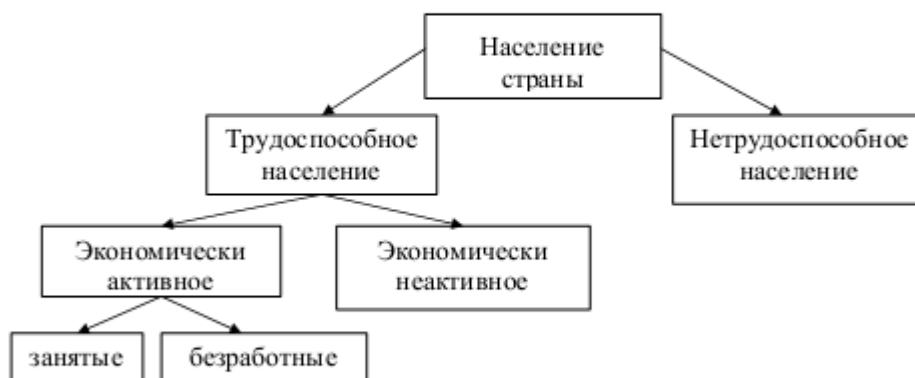 Население
страны
Трудоспособное
население
Нетрудоспособное
население
Экономически
активное
Экономически
неактивное
занятые
безработные